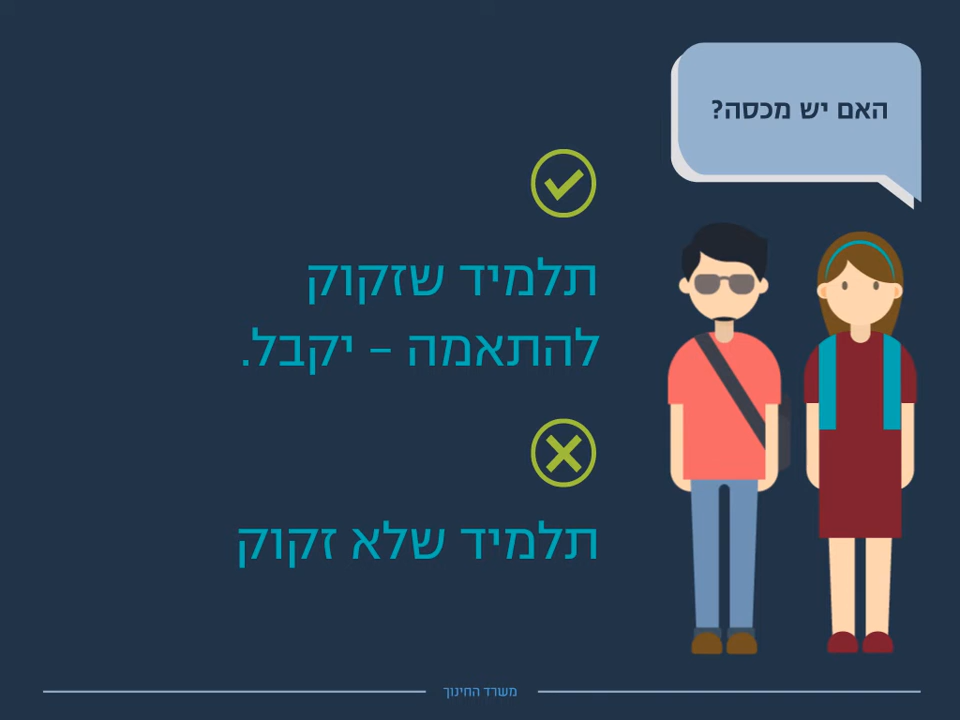 האם יש מכסה?
תלמיד שזקוק
להתאמה – יקבל.
תלמיד שלא זקוק
משרד החינוך